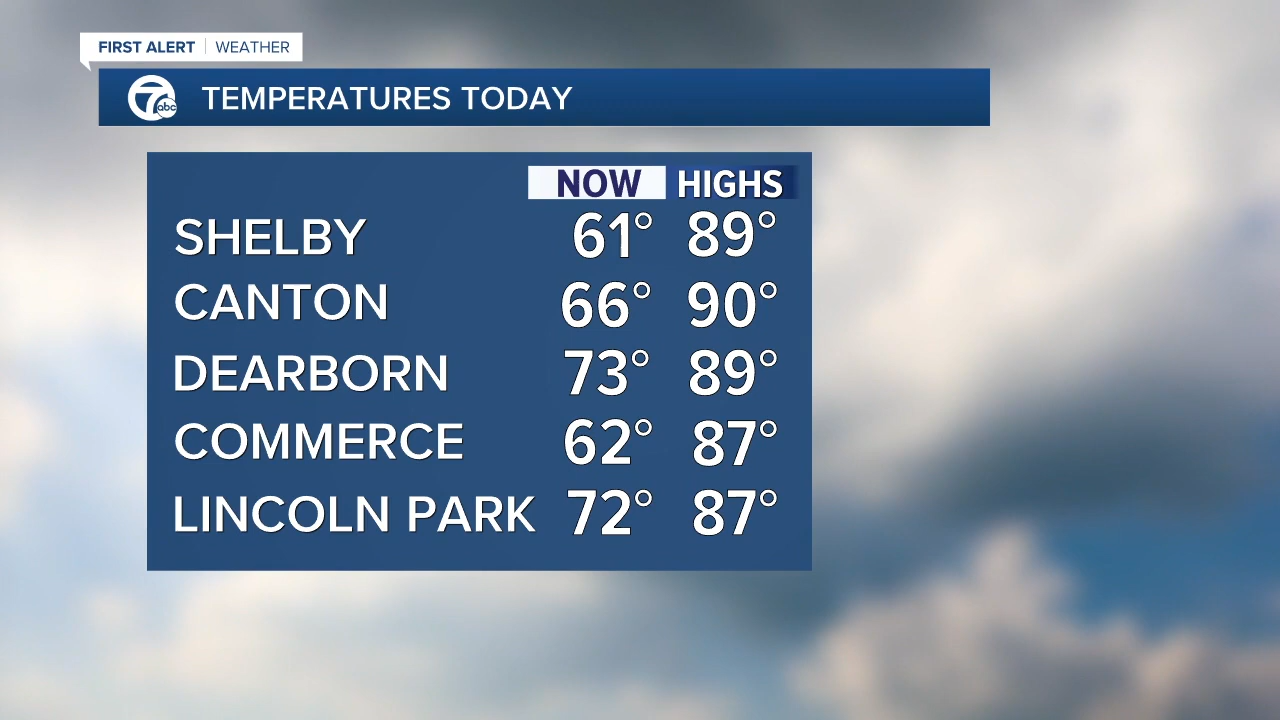 FIRST ALERT | WEATHER
7 abc TEMPERATURES TODAY
NOW HIGHS
SHELBY 61° 89°
CANTON 66° 90°
DEARBORN 73° 89°
COMMERCE 62° 87°
LINCOLN PARK 72° 87°